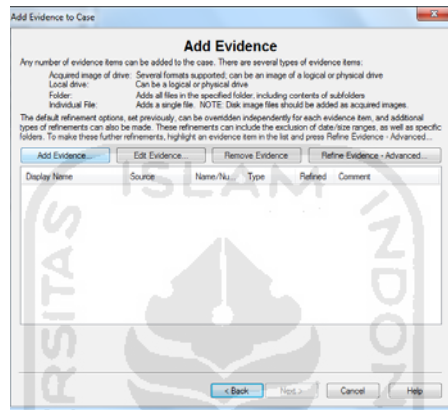 Add Evidence to Case
Add Evidence
Any number of evidence items can be added to the case. There are several types of evidence items:
Acquired image of drive: Several formats supported; can be an image of a logical or physical drive
Local drive: Can be a logical or physical drive
Folder: Adds all files in the specified folder, including contents of subfolders
Individual File: Adds a single file. NOTE: Disk image files should be added as acquired images.
The default refinement options, set previously, can be overridden independently for each evidence item, and additional
types of refinements can also be made. These refinements can include the exclusion of date/size ranges, as well as specific
folders. To make these further refinements, highlight an evidence item in the list and press Refine Evidence - Advanced...
Add Evidence... Edit Evidence... Remove Evidence Refine Evidence - Advanced...
Display Name Source Name/Nu... Type Refined Comment
ISLAM
RSITAS
INDON
< Back Next > Cancel Help